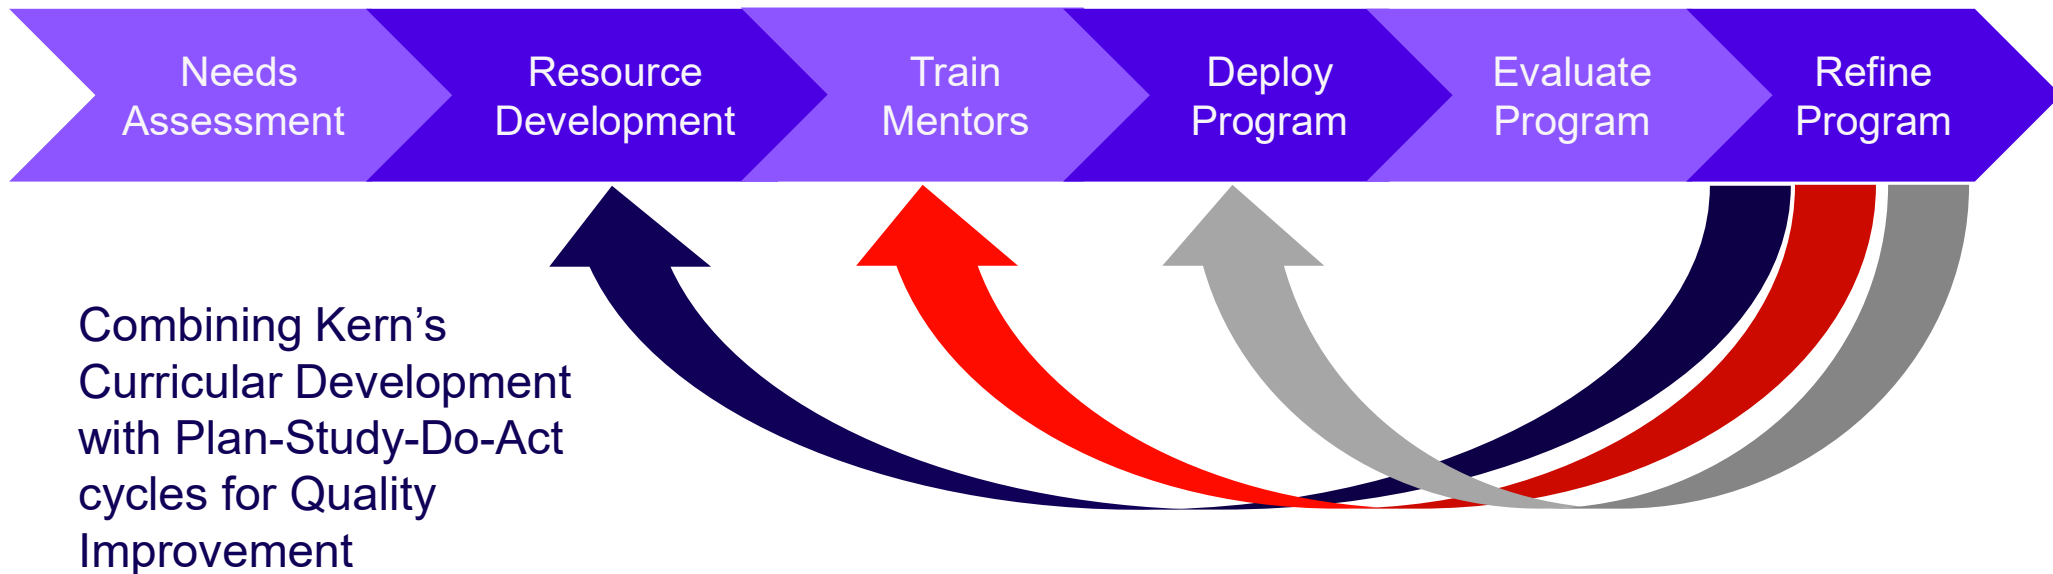 Needs
Assessment
Resource
Development
Train
Mentors
Deploy
Program
Evaluate
Program
Refine
Program
Combining Kern’s
Curricular Development
with Plan-Study-Do-Act
cycles for Quality
Improvement